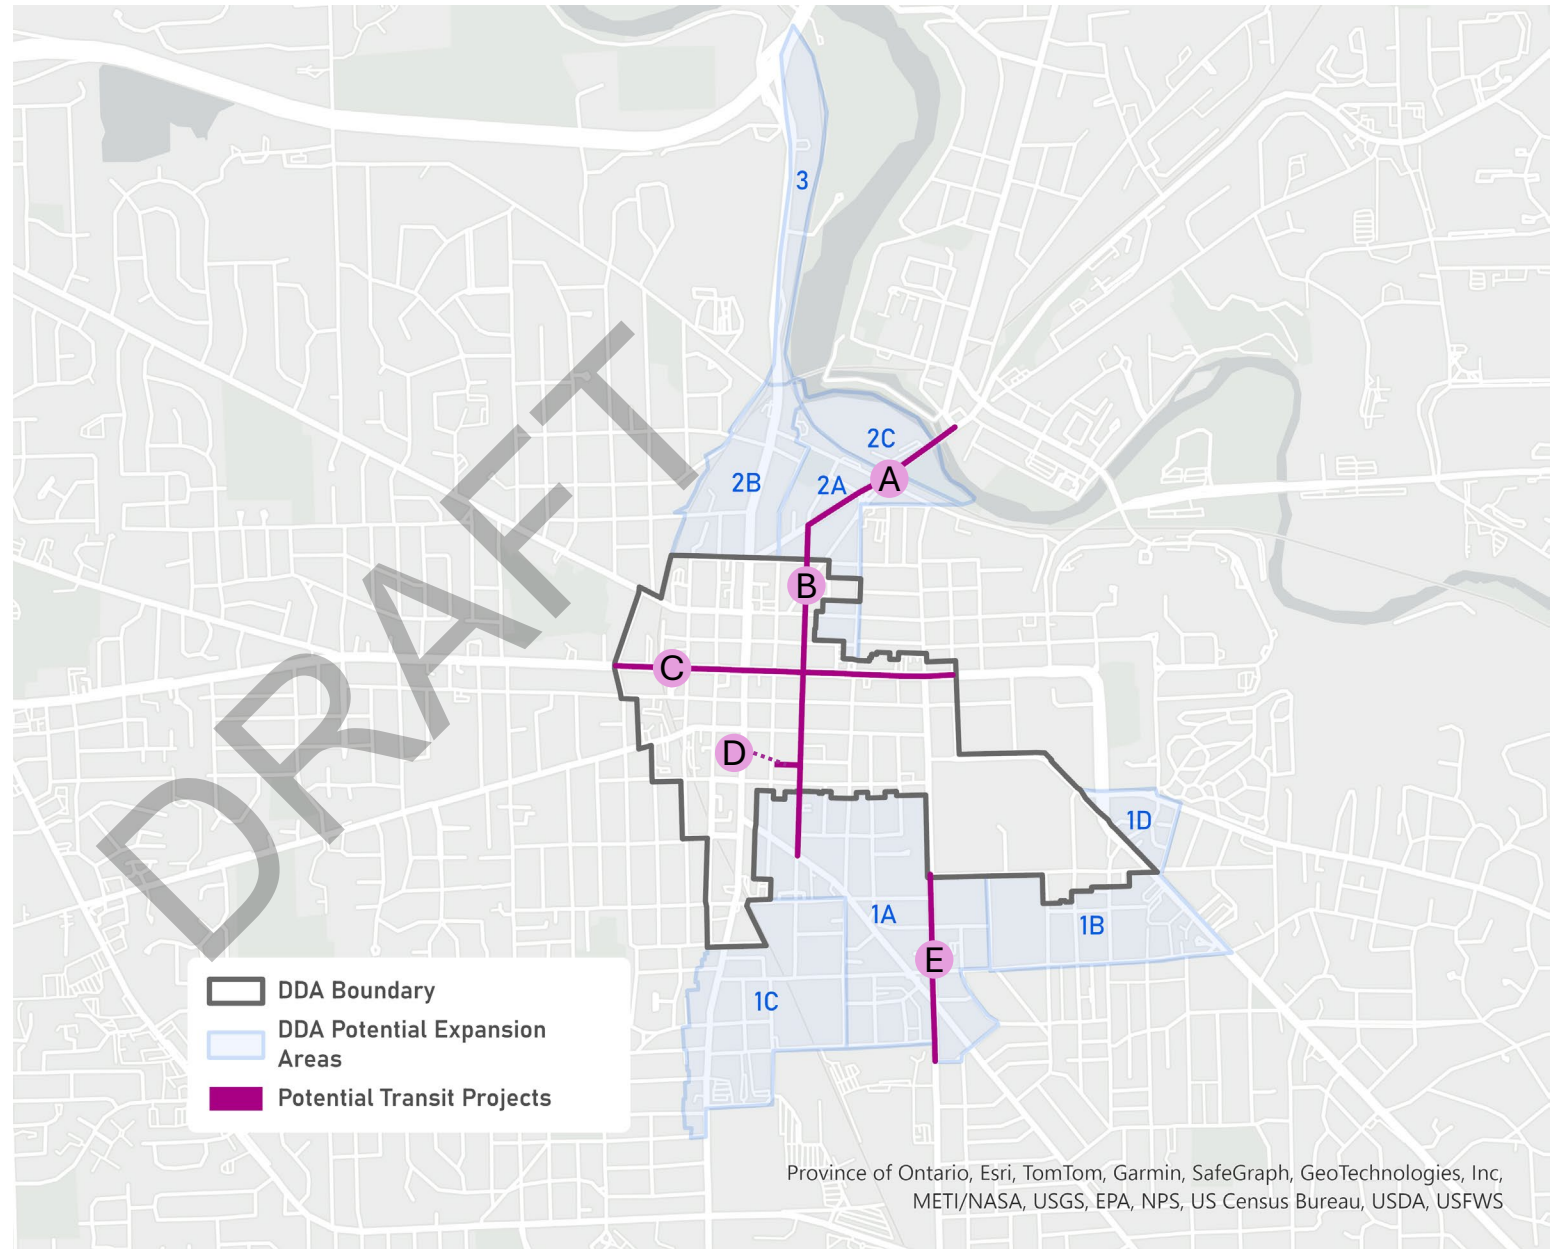 3
2C
2B
2A
A
B
C
D
1D
1A
1B
E
1C
DRAFT
DDA Boundary
DDA Potential Expansion
Areas
Potential Transit Projects
Province of Ontario, Esri, TomTom, Garmin, SafeGraph, GeoTechnologies, Inc,
METI/NASA, USGS, EPA, NPS, US Census Bureau, USDA, USFWS